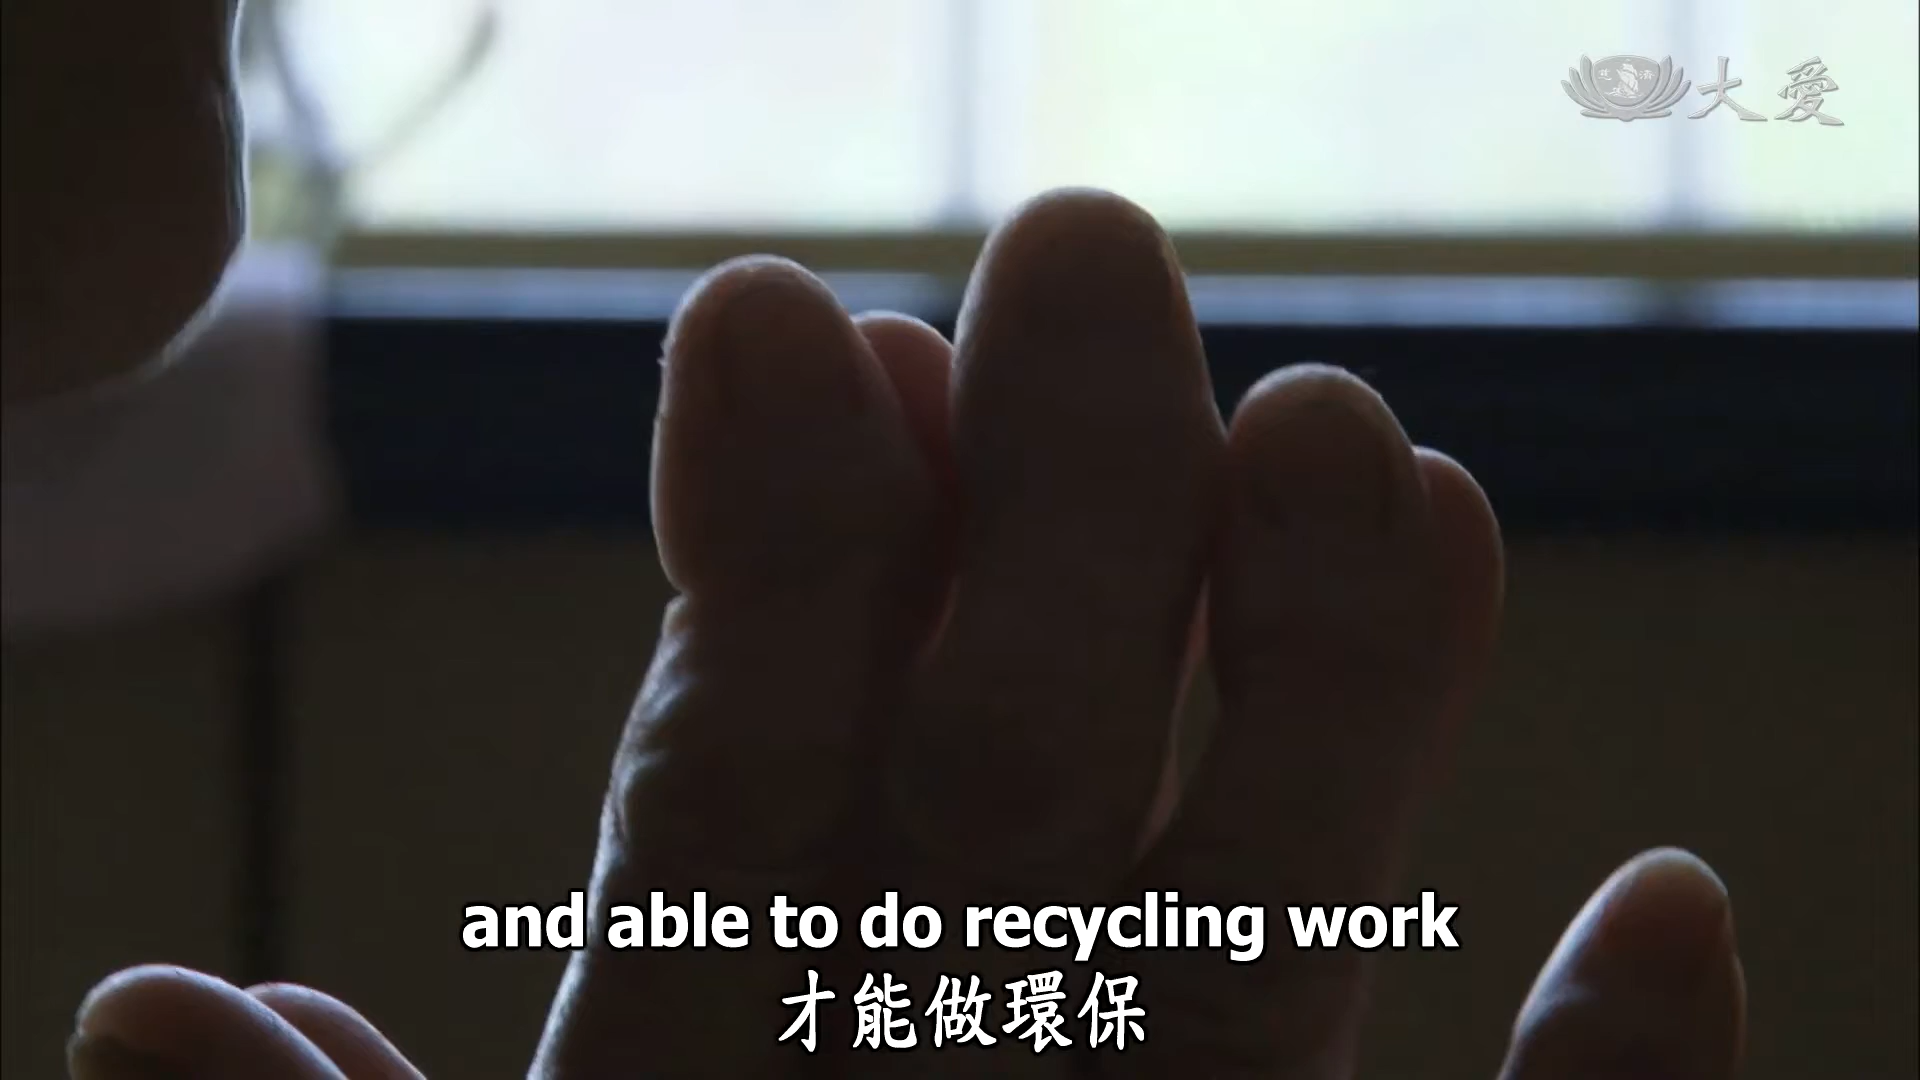 大愛
and able to do recycling work
才能做環保